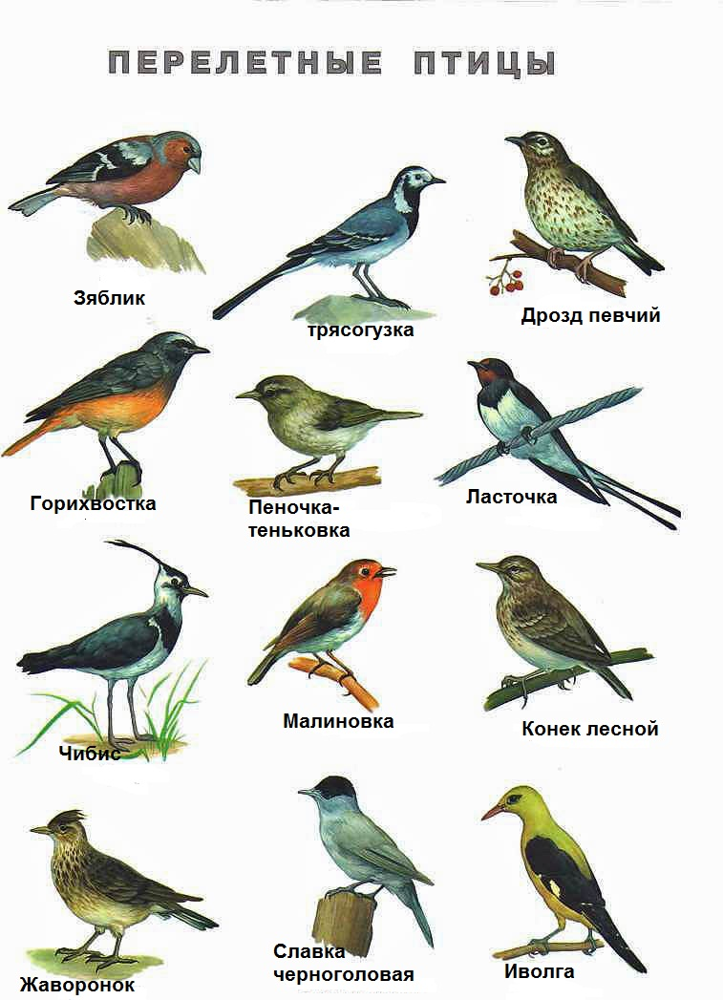 ПЕРЕЛЕТНЫЕ ПТИЦЫ
Зяблик
трясогузка
Дрозд певчий
Горихвостка
Пеночка-
теньковка
Ласточка
Чибис
Малиновка
Конек лесной
Жаворонок
Славка
черноголовая
Иволга